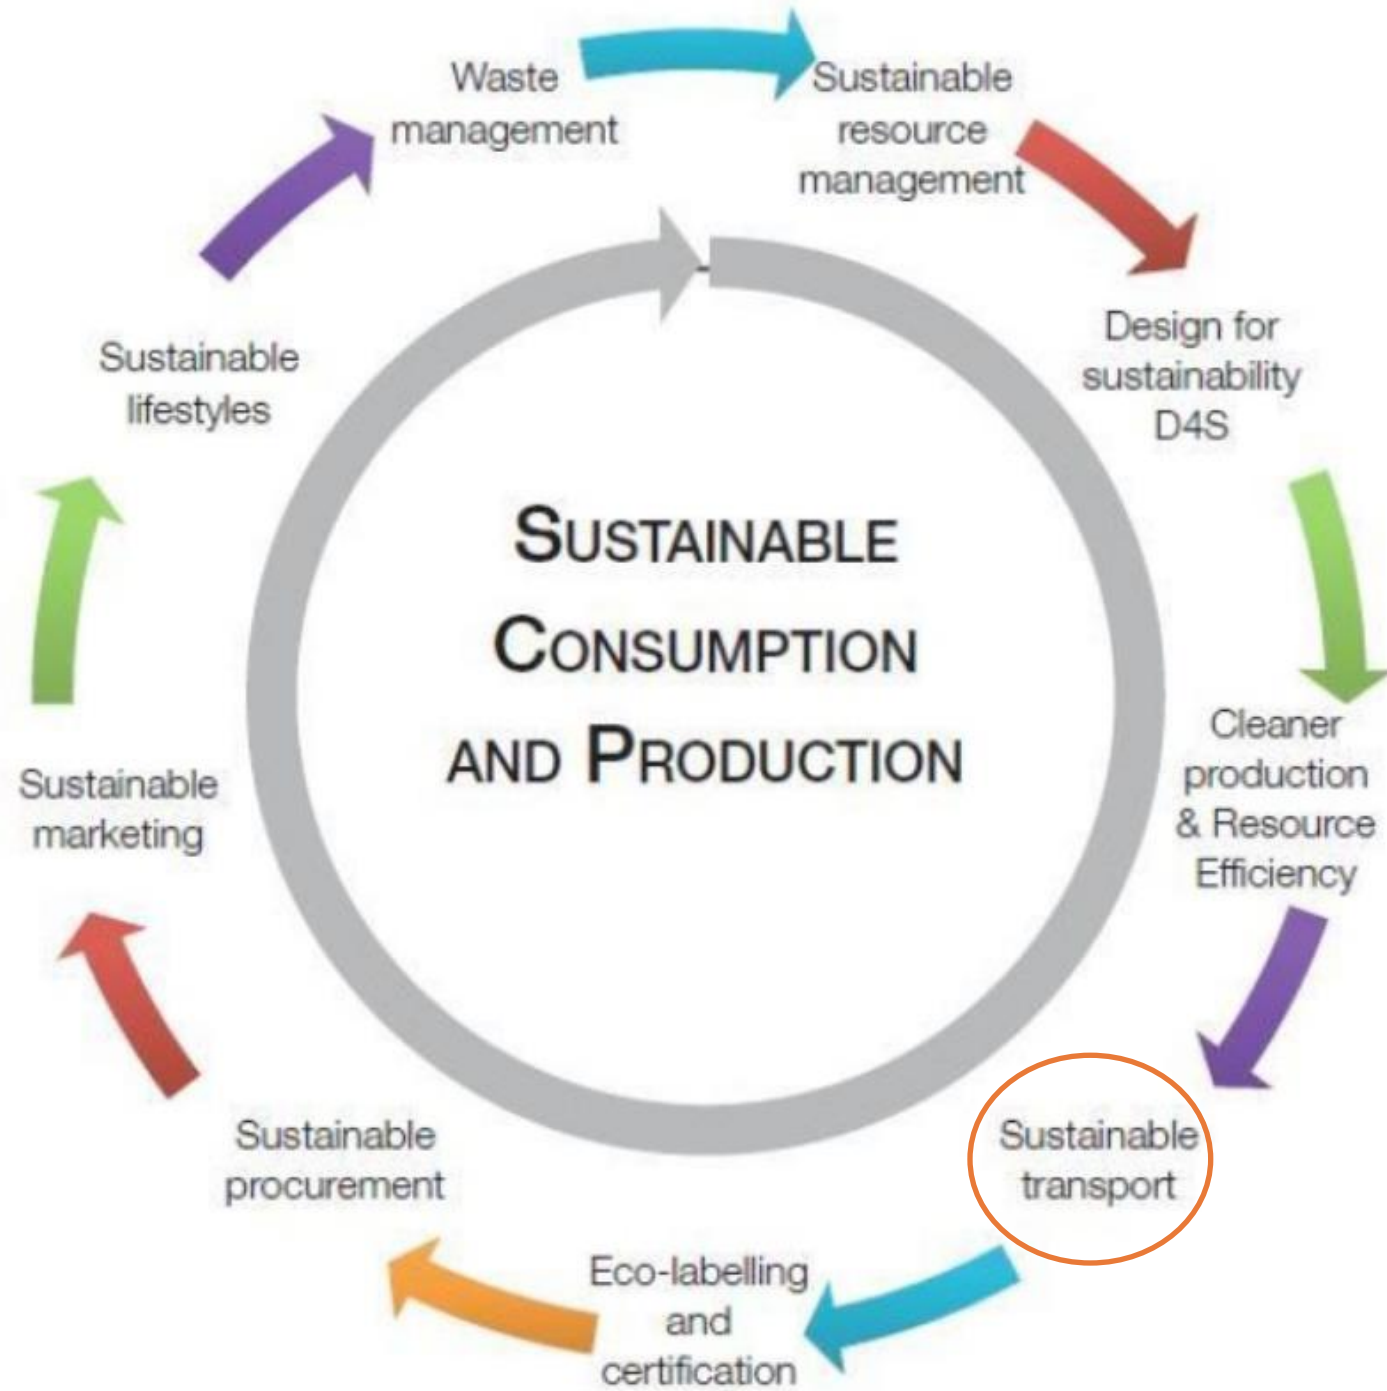 Waste
management
Sustainable
resource
management
Design for
sustainability
D4S
Cleaner
production
& Resource
Efficiency
Sustainable
transport
Eco-labelling
and
certification
Sustainable
procurement
Sustainable
marketing
Sustainable
lifestyles
SUSTAINABLE
CONSUMPTION
AND PRODUCTION